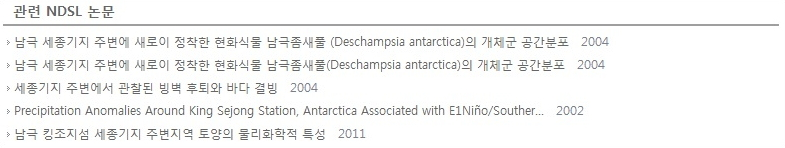 관련 NDSL 논문
남극 세종기지 주변에 새로이 정착한 현화식물 남극좀새풀 (Deschampsia antarctica)의 개체군 공간분포 2004
남극 세종기지 주변에 새로이 정착한 현화식물 남극좀새풀(Deschampsia antarctica)의 개체군 공간분포 2004
세종기지 주변에서 관찰된 빙벽 후퇴와 바다 결빙 2004
Precipitation Anomalies Around King Sejong Station, Antarctica Associated with E1Niño/Souther... 2002
남극 킹조지섬 세종기지 주변지역 토양의 물리화학적 특성 2011